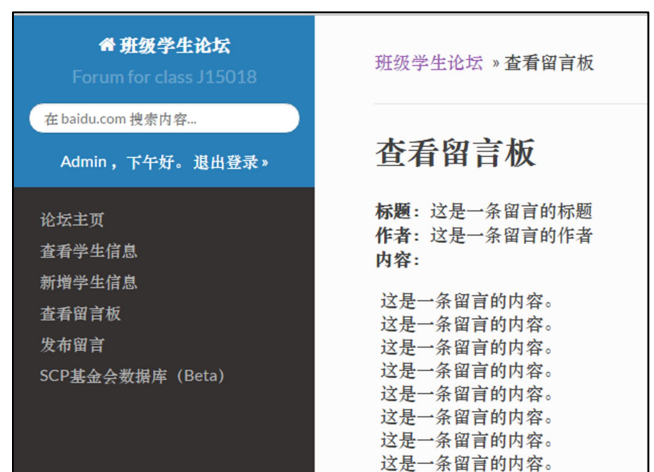 班级学生论坛
Forum for class J15018
在 baidu.com 搜索内容...
Admin ，下午好。 退出登录 »
论坛主页
查看学生信息
新增学生信息
查看留言板
发布留言
SCP基金会数据库（Beta）
班级学生论坛 » 查看留言板
查看留言板
标题：这是一条留言的标题
作者：这是一条留言的作者
内容：
这是一条留言的内容。
这是一条留言的内容。
这是一条留言的内容。
这是一条留言的内容。
这是一条留言的内容。
这是一条留言的内容。
这是一条留言的内容。
这是一条留言的内容。